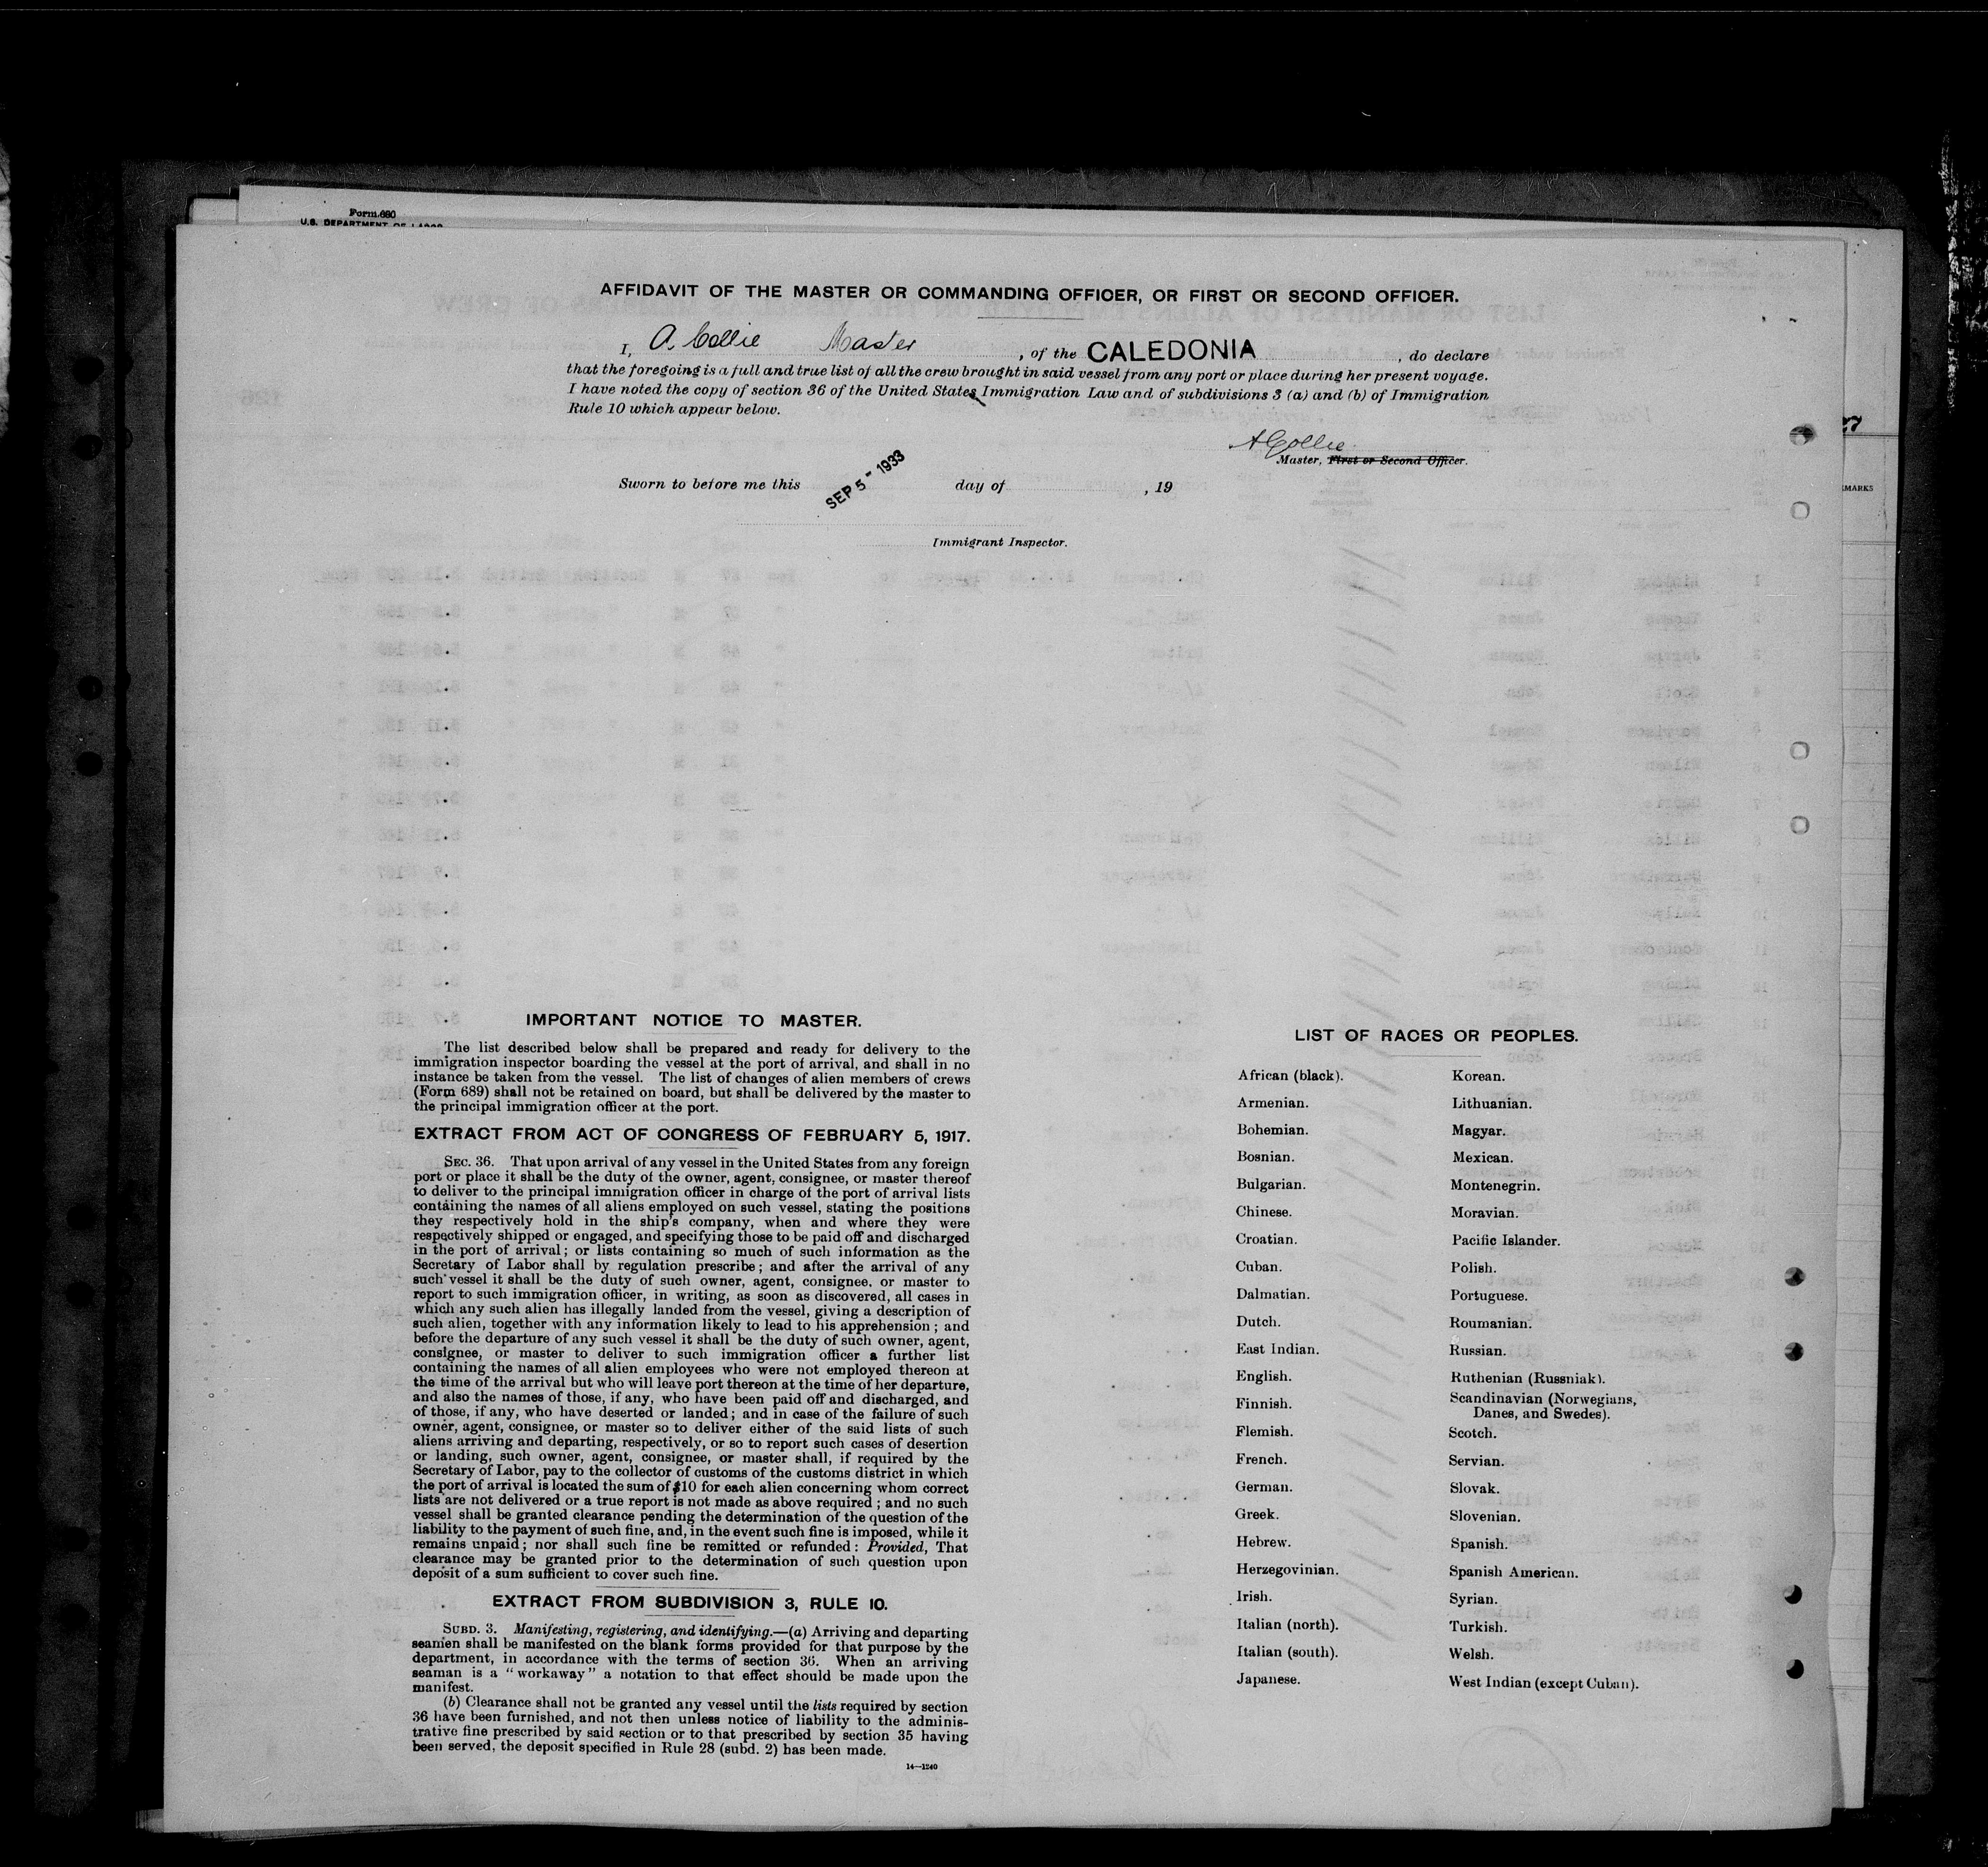 Form 680
U.S. DEPARTMENT OF LABOR
AFFIDAVIT OF THE MASTER OR COMMANDING OFFICER, OR FIRST OR SECOND OFFICER.
I, A Collie Master, of the CALEDONIA, do declare
that the foregoing is a full and true list of all the crew brought in said vessel from any port or place during her present voyage.
I have noted the copy of section 36 of the United States Immigration Law and of subdivisions 3 (a) and (b) of Immigration
Rule 10 which appear below.
A Collie
Master, First or Second Officer.
Sworn to before me this SEP 5 - 1933 day of , 19
Immigrant Inspector.
MARKS
IMPORTANT NOTICE TO MASTER.
The list described below shall be prepared and ready for delivery to the
immigration inspector boarding the vessel at the port of arrival, and shall in no
instance be taken from the vessel. The list of changes of alien members of crews
(Form 689) shall not be retained on board, but shall be delivered by the master to
the principal immigration officer at the port.
EXTRACT FROM ACT OF CONGRESS OF FEBRUARY 5, 1917.
SEC. 36. That upon arrival of any vessel in the United States from any foreign
port or place it shall be the duty of the owner, agent, consignee, or master thereof
to deliver to the principal immigration officer in charge of the port of arrival lists
containing the names of all aliens employed on such vessel, stating the positions
they respectively hold in the ship's company, when and where they were
respectively shipped or engaged, and specifying those to be paid off and discharged
in the port of arrival; or lists containing so much of such information as the
Secretary of Labor shall by regulation prescribe; and after the arrival of any
such vessel it shall be the duty of such owner, agent, consignee, or master to
report to such immigration officer, in writing, as soon as discovered, all cases in
which any such alien has illegally landed from the vessel, giving a description of
such alien, together with any information likely to lead to his apprehension; and
before the departure of any such vessel it shall be the duty of such owner, agent,
consignee, or master to deliver to such immigration officer a further list
containing the names of all alien employees who were not employed thereon at
the time of the arrival but who will leave port thereon at the time of her departure,
and also the names of those, if any, who have been paid off and discharged, and
of those, if any, who have deserted or landed; and in case of the failure of such
owner, agent, consignee, or master so to deliver either of the said lists of such
aliens arriving and departing, respectively, or so to report such cases of desertion
or landing, such owner, agent, consignee, or master shall, if required by the
Secretary of Labor, pay to the collector of customs of the customs district in which
the port of arrival is located the sum of $10 for each alien concerning whom correct
lists are not delivered or a true report is not made as above required; and no such
vessel shall be granted clearance pending the determination of the question of the
liability to the payment of such fine, and, in the event such fine is imposed, while it
remains unpaid; nor shall such fine be remitted or refunded: Provided, That
clearance may be granted prior to the determination of such question upon
deposit of a sum sufficient to cover such fine.
EXTRACT FROM SUBDIVISION 3, RULE 10.
SUBD. 3. Manifesting, registering, and identifying.—(a) Arriving and departing
seamen shall be manifested on the blank forms provided for that purpose by the
department, in accordance with the terms of section 36. When an arriving
seaman is a "workaway" a notation to that effect should be made upon the
manifest.
(b) Clearance shall not be granted any vessel until the lists required by section
36 have been furnished, and not then unless notice of liability to the adminis-
trative fine prescribed by said section or to that prescribed by section 35 having
been served, the deposit specified in Rule 28 (subd. 2) has been made.
14—1240
LIST OF RACES OR PEOPLES.
African (black).
Armenian.
Bohemian.
Bosnian.
Bulgarian.
Chinese.
Croatian.
Cuban.
Dalmatian.
Dutch.
East Indian.
English.
Finnish.
Flemish.
French.
German.
Greek.
Hebrew.
Herzegovinian.
Irish.
Italian (north).
Italian (south).
Japanese.
Korean.
Lithuanian.
Magyar.
Mexican.
Montenegrin.
Moravian.
Pacific Islander.
Polish.
Portuguese.
Roumanian.
Russian.
Ruthenian (Russniak).
Scandinavian (Norwegians,
Danes, and Swedes).
Scotch.
Servian.
Slovak.
Slovenian.
Spanish.
Spanish American.
Syrian.
Turkish.
Welsh.
West Indian (except Cuban).